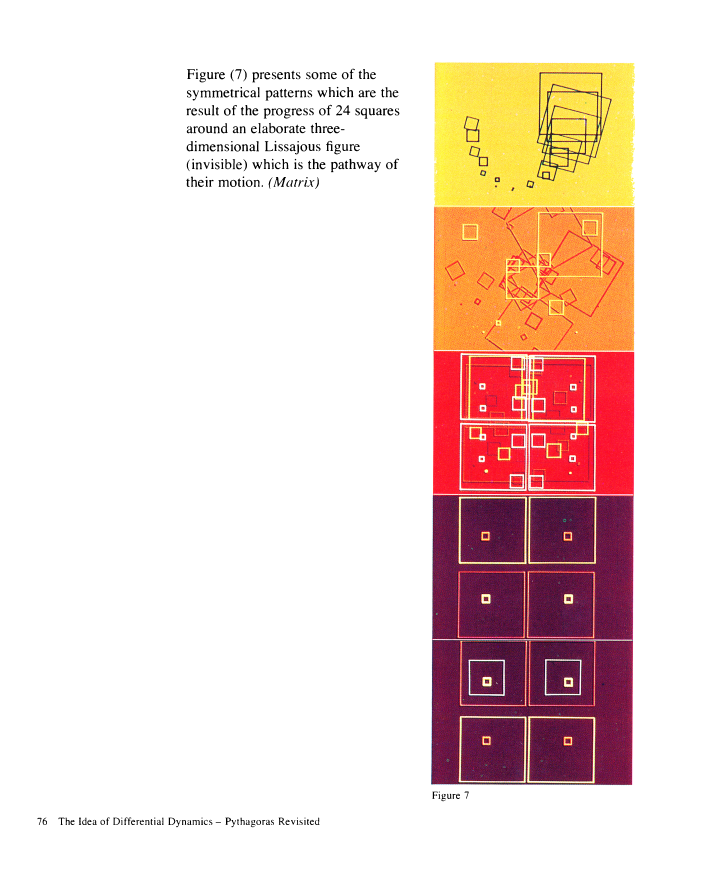 Figure (7) presents some of the
symmetrical patterns which are the
result of the progress of 24 squares
around an elaborate three-
dimensional Lissajous figure
(invisible) which is the pathway of
their motion. (Matrix)
Figure 7
76 The Idea of Differential Dynamics – Pythagoras Revisited